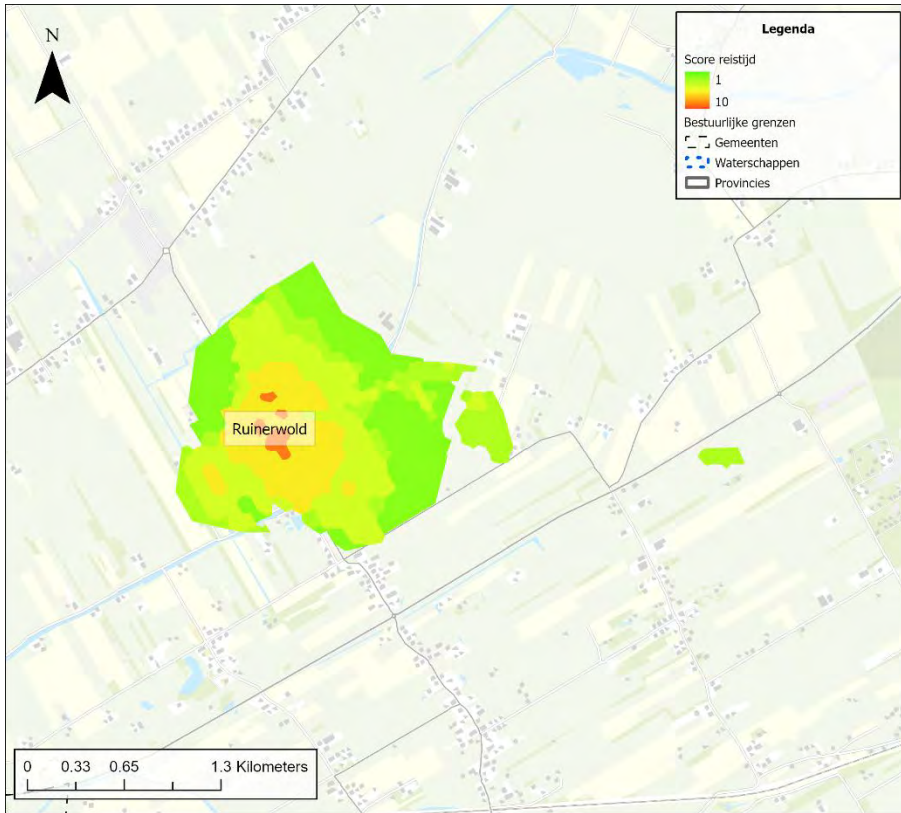 N
Legenda
Score reistijd
1
10
Bestuurlijke grenzen
Gemeenten
Waterschappen
Provincies
Ruinerwold
0 0.33 0.65 1.3 Kilometers